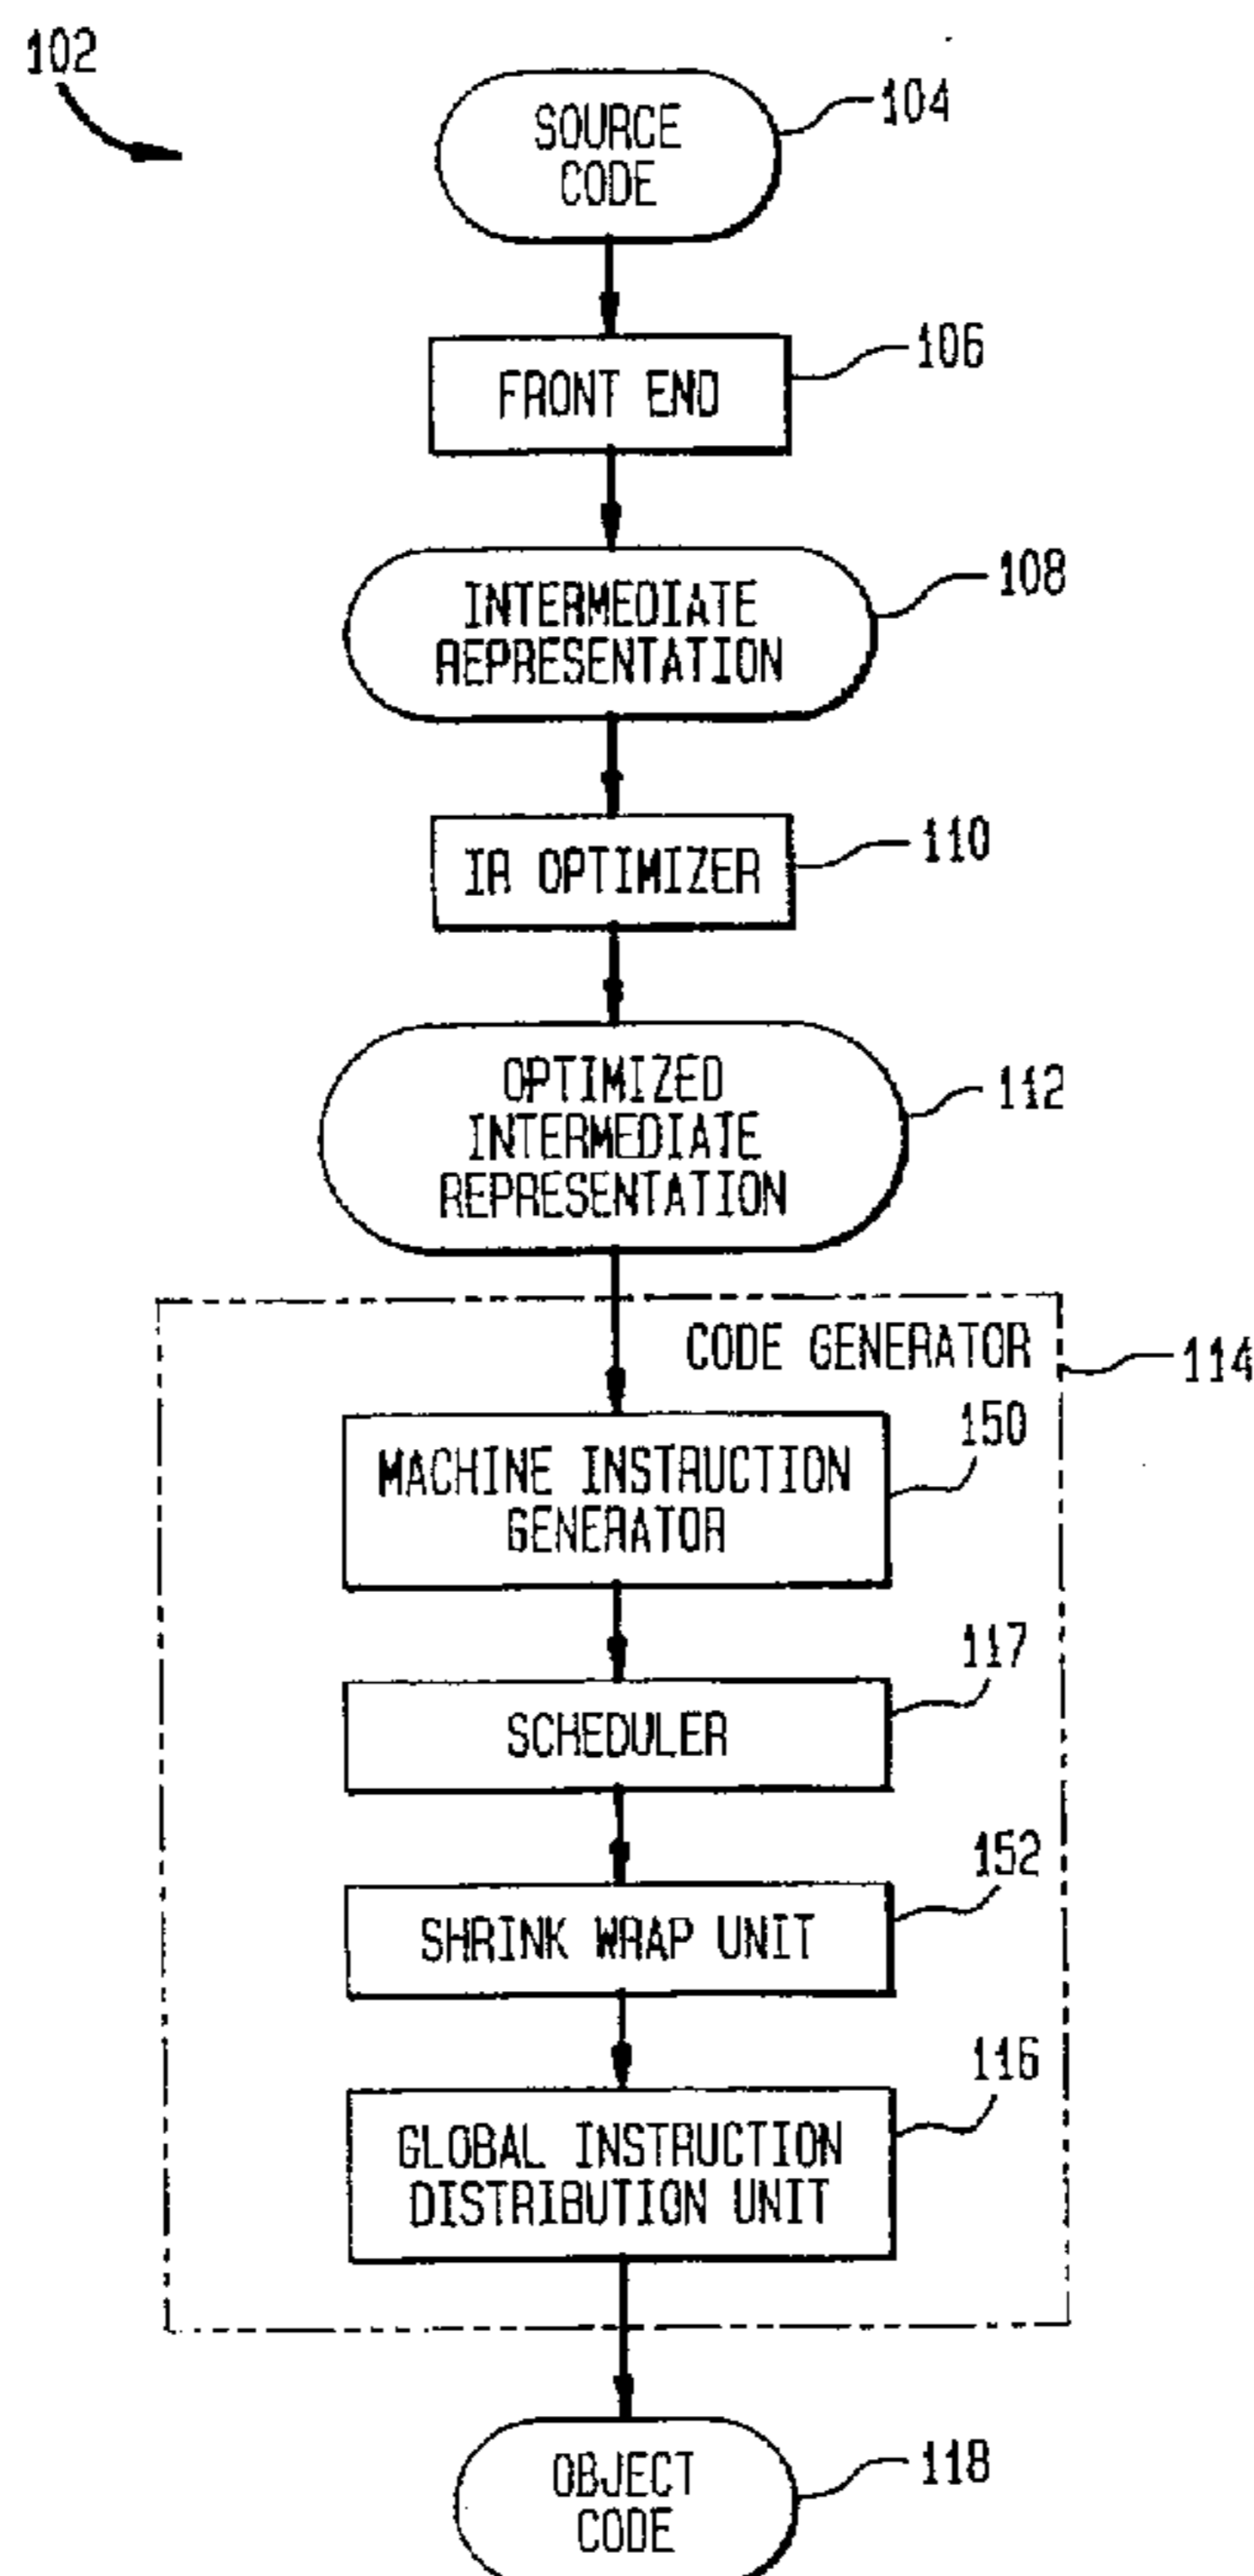 102
SOURCE
CODE
104
FRONT END
106
INTERMEDIATE
REPRESENTATION
108
IR OPTIMIZER
110
OPTIMIZED
INTERMEDIATE
REPRESENTATION
112
CODE GENERATOR
114
MACHINE INSTRUCTION
GENERATOR
150
SCHEDULER
117
SHRINK WRAP UNIT
152
GLOBAL INSTRUCTION
DISTRIBUTION UNIT
116
OBJECT
CODE
118